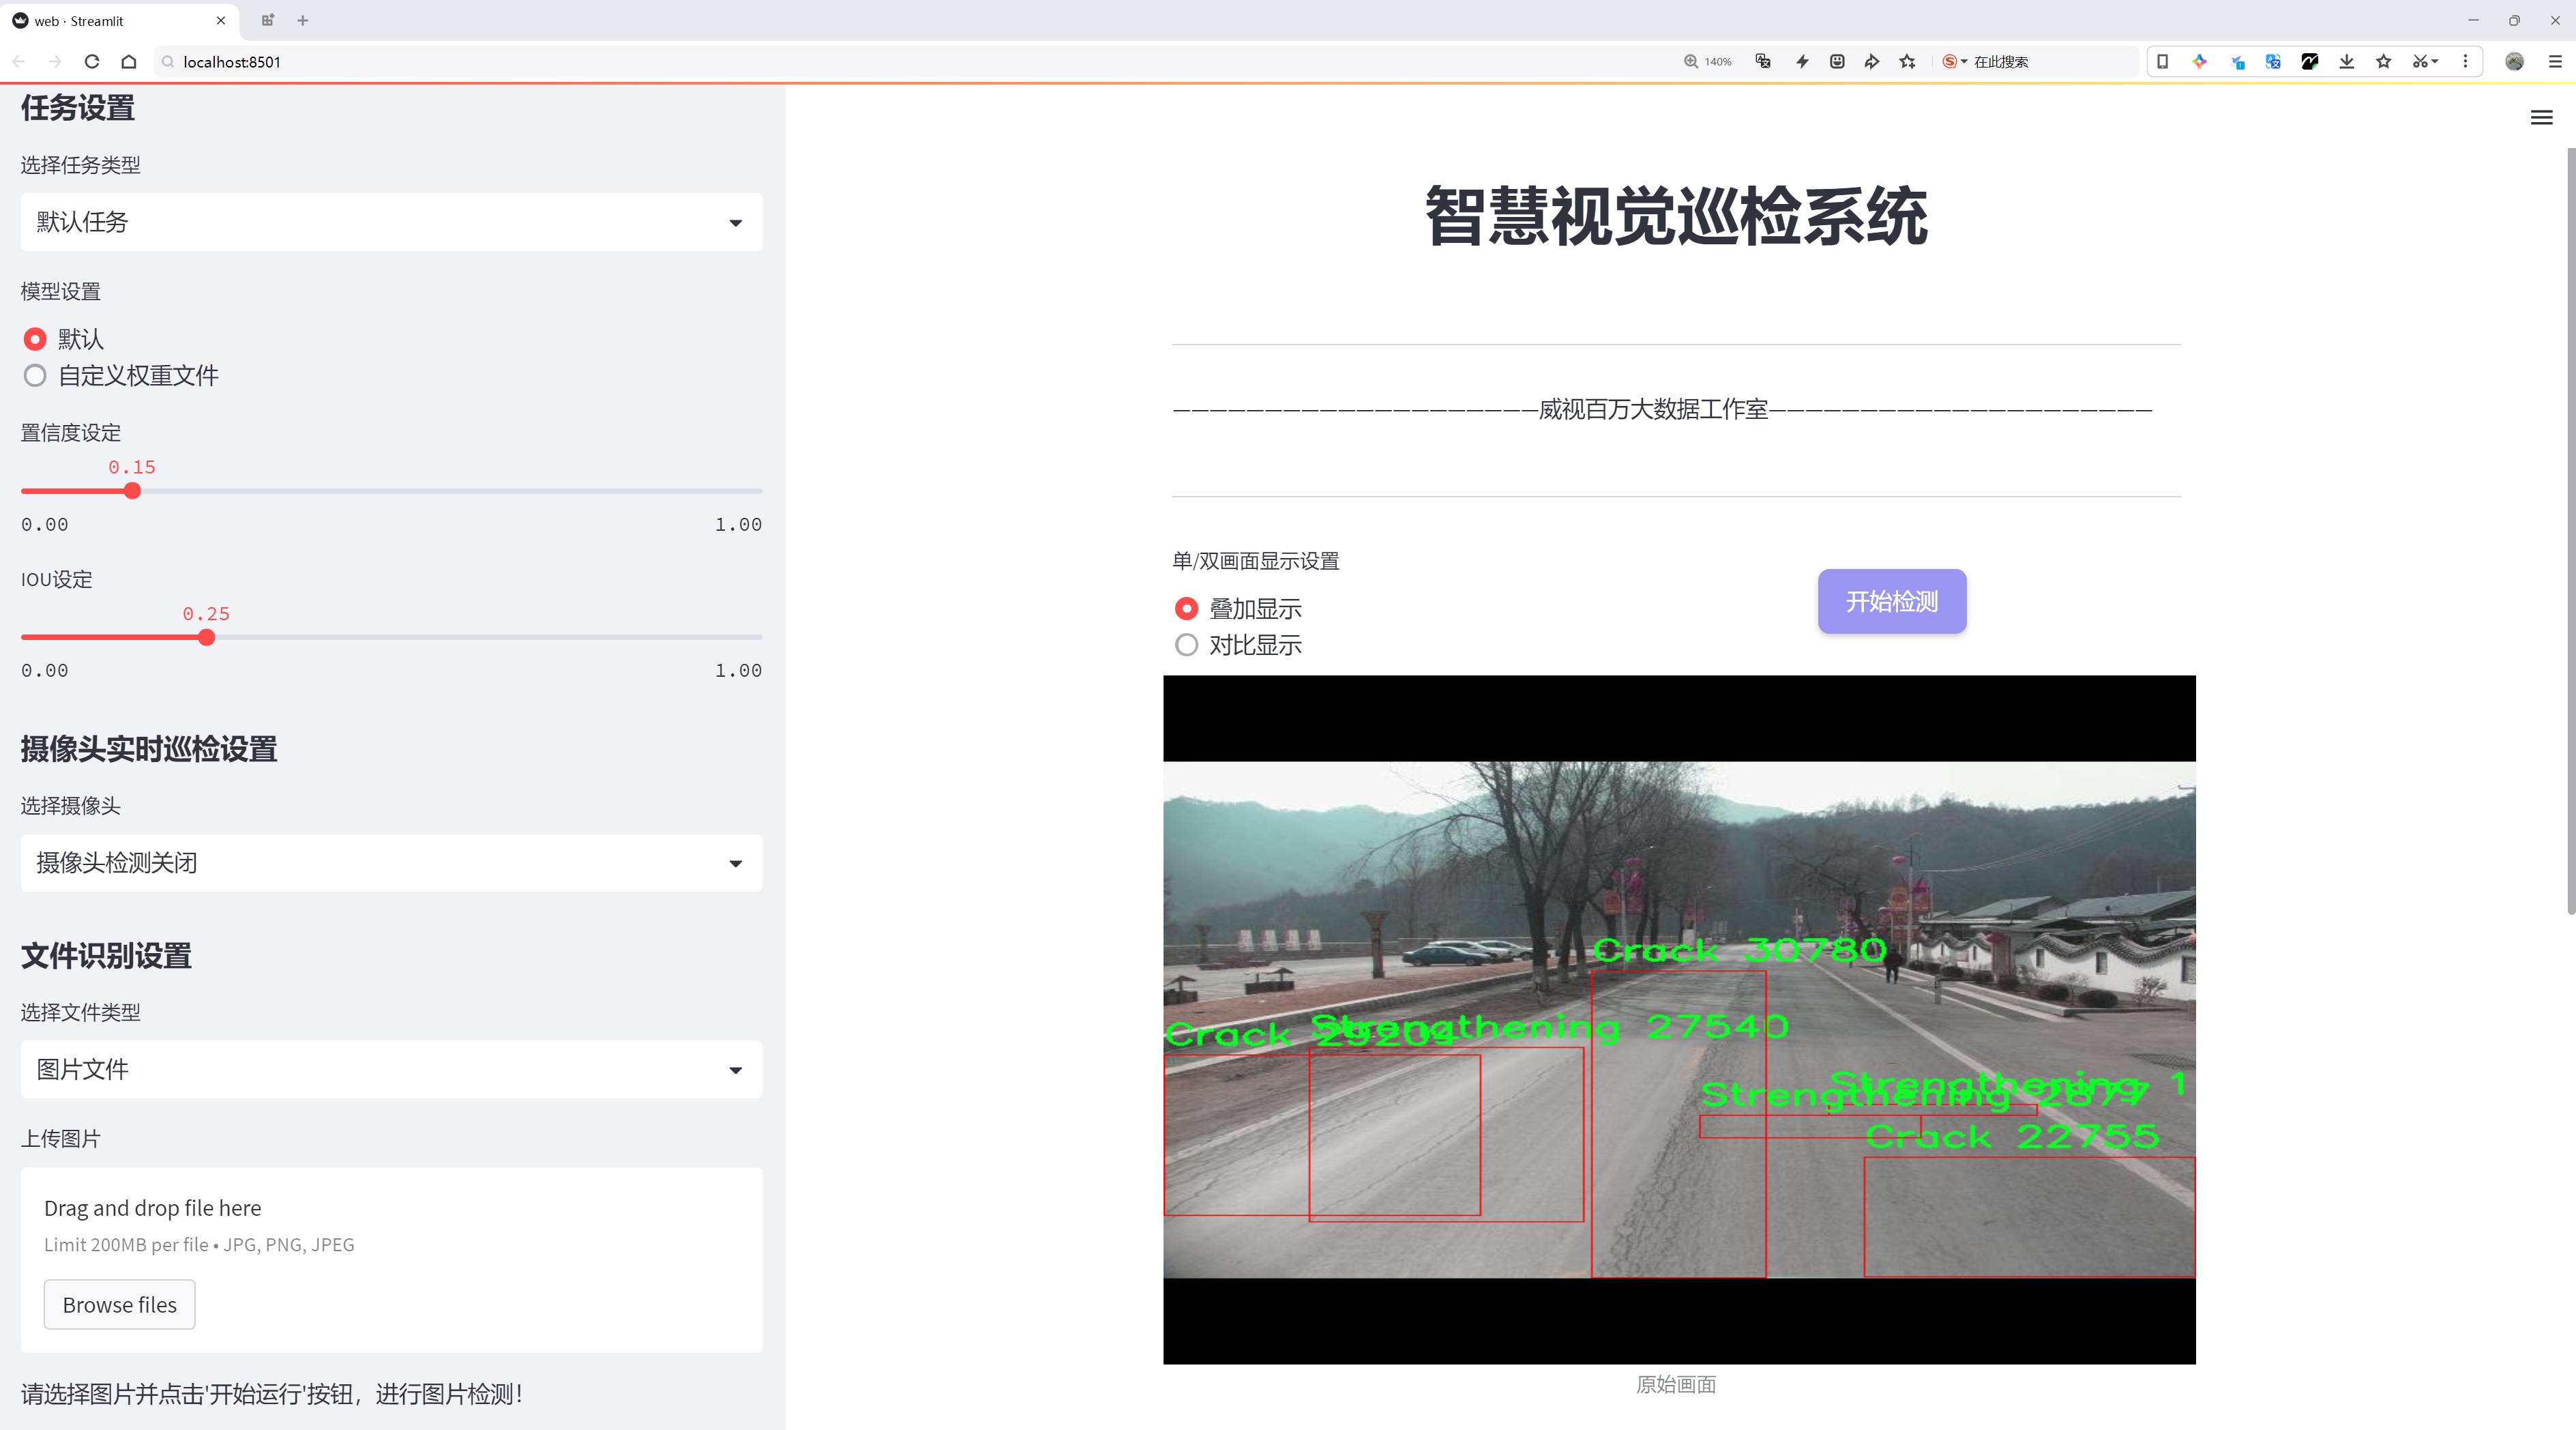 web · Streamlit
localhost:8501
140%
在此搜索
任务设置
选择任务类型
默认任务
模型设置
默认
自定义权重文件
置信度设定
0.15
0.00 1.00
IOU设定
0.25
0.00 1.00
摄像头实时巡检设置
选择摄像头
摄像头检测关闭
文件识别设置
选择文件类型
图片文件
上传图片
Drag and drop file here
Limit 200MB per file • JPG, PNG, JPEG
Browse files
请选择图片并点击'开始运行'按钮，进行图片检测！
智慧视觉巡检系统
—————————————————————威视百万大数据工作室——————————————————————
单/双画面显示设置
叠加显示
对比显示
开始检测
Crack 30780
Crack
Strengthening 27540
Strengthening 1
Strengthening
Crack 22755
原始画面